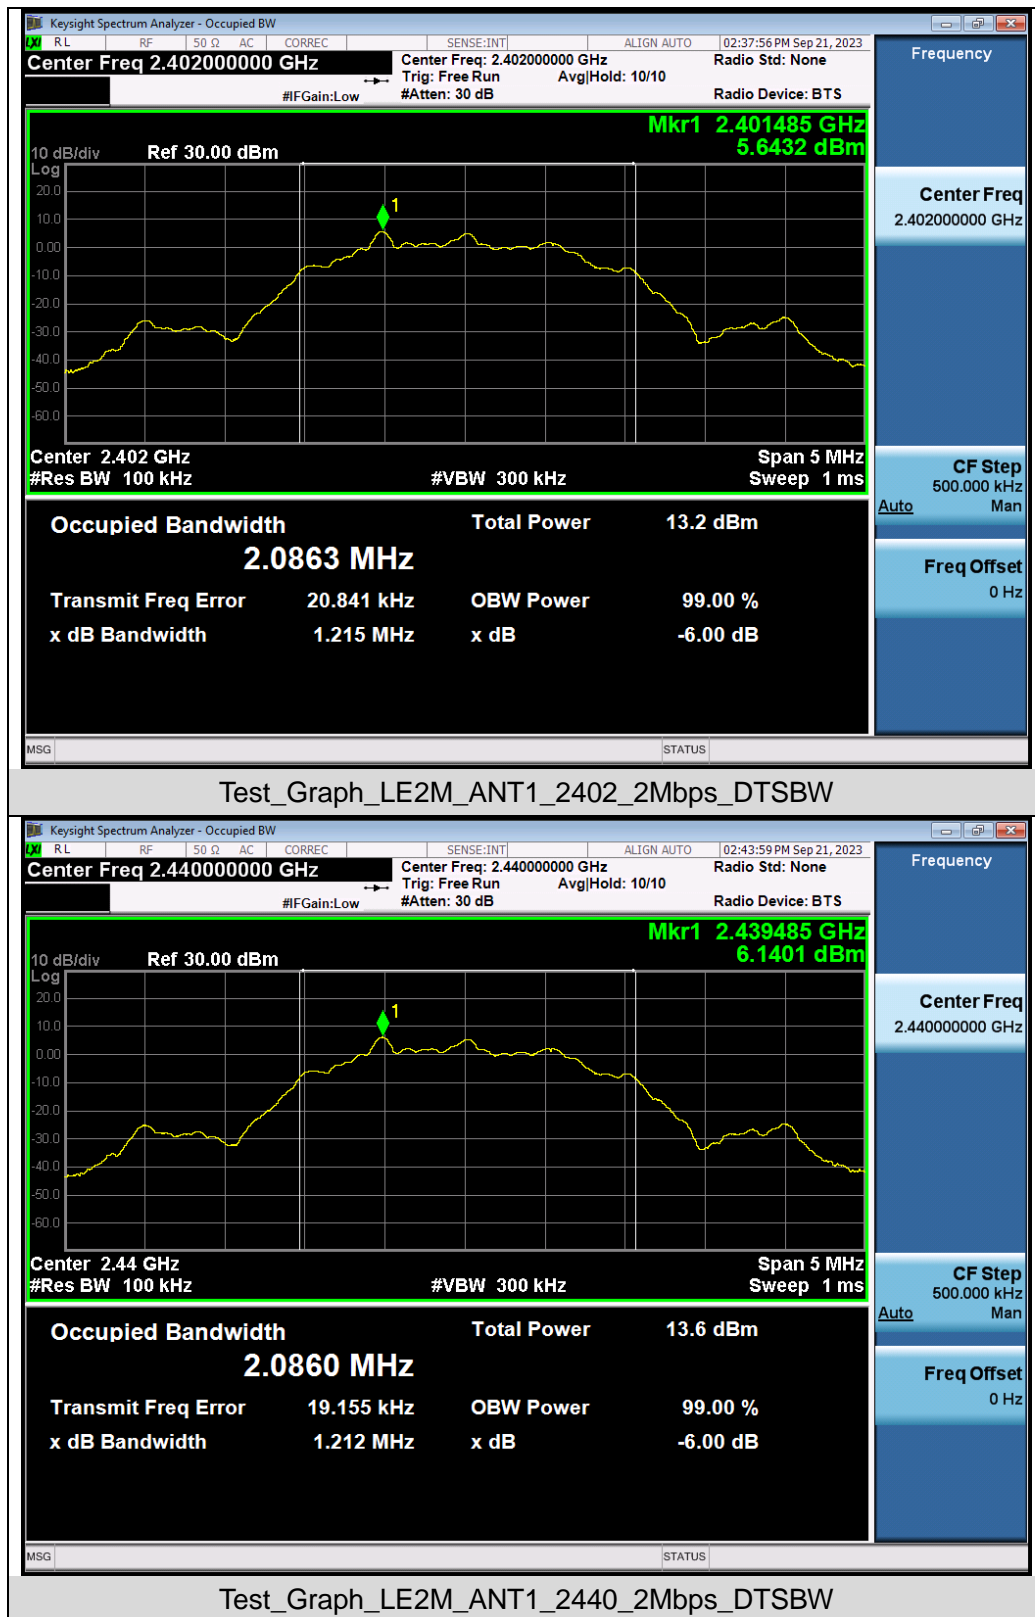 Keysight Spectrum Analyzer - Occupied BW
LXI RL RF 50 Ω AC CORREC SENSE:INT ALIGN AUTO 02:37:56 PM Sep 21, 2023
Center Freq 2.402000000 GHz Center Freq: 2.402000000 GHz Radio Std: None
Trig: Free Run Avg|Hold: 10/10
#IFGain:Low #Atten: 30 dB Radio Device: BTS
Mkr1 2.401485 GHz
5.6432 dBm
10 dB/div Ref 30.00 dBm
Log
20.0
1
10.0
0.00
-10.0
-20.0
-30.0
-40.0
-50.0
-60.0
Center 2.402 GHz Span 5 MHz
#Res BW 100 kHz #VBW 300 kHz Sweep 1 ms
Occupied Bandwidth Total Power 13.2 dBm
2.0863 MHz
Transmit Freq Error 20.841 kHz OBW Power 99.00 %
x dB Bandwidth 1.215 MHz x dB -6.00 dB
MSG STATUS
Frequency
Center Freq
2.402000000 GHz
CF Step
500.000 kHz
Auto Man
Freq Offset
0 Hz
Test_Graph_LE2M_ANT1_2402_2Mbps_DTSBW
Keysight Spectrum Analyzer - Occupied BW
LXI RL RF 50 Ω AC CORREC SENSE:INT ALIGN AUTO 02:43:59 PM Sep 21, 2023
Center Freq 2.440000000 GHz Center Freq: 2.440000000 GHz Radio Std: None
Trig: Free Run Avg|Hold: 10/10
#IFGain:Low #Atten: 30 dB Radio Device: BTS
Mkr1 2.439485 GHz
6.1401 dBm
10 dB/div Ref 30.00 dBm
Log
20.0
1
10.0
0.00
-10.0
-20.0
-30.0
-40.0
-50.0
-60.0
Center 2.44 GHz Span 5 MHz
#Res BW 100 kHz #VBW 300 kHz Sweep 1 ms
Occupied Bandwidth Total Power 13.6 dBm
2.0860 MHz
Transmit Freq Error 19.155 kHz OBW Power 99.00 %
x dB Bandwidth 1.212 MHz x dB -6.00 dB
MSG STATUS
Frequency
Center Freq
2.440000000 GHz
CF Step
500.000 kHz
Auto Man
Freq Offset
0 Hz
Test_Graph_LE2M_ANT1_2440_2Mbps_DTSBW